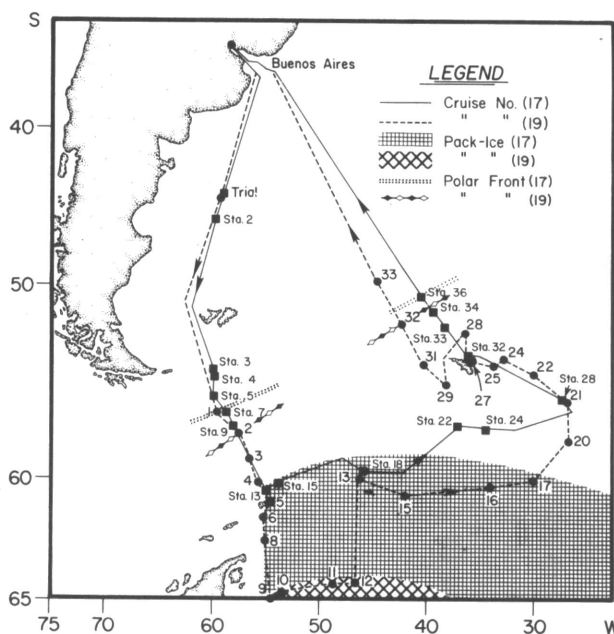 S
Buenos Aires
LEGEND
Cruise No. (17)
" " (19)
Pack-Ice (17)
" " (19)
Polar Front (17)
" " (19)
40
Trial
Sta. 2
50
33
Sta. 36
Sta. 34
32
Sta. 33
28
Sta. 32
24
31
25
22
Sta. 28
29
27
21
Sta. 3
Sta. 4
Sta. 5
1
Sta. 7
Sta. 9
2
Sta. 22
Sta. 24
20
3
60
4
Sta. 15
Sta. 18
Sta. 13
13
17
5
15
16
6
8
9
10
11
12
65
75
70
60
50
40
30
W